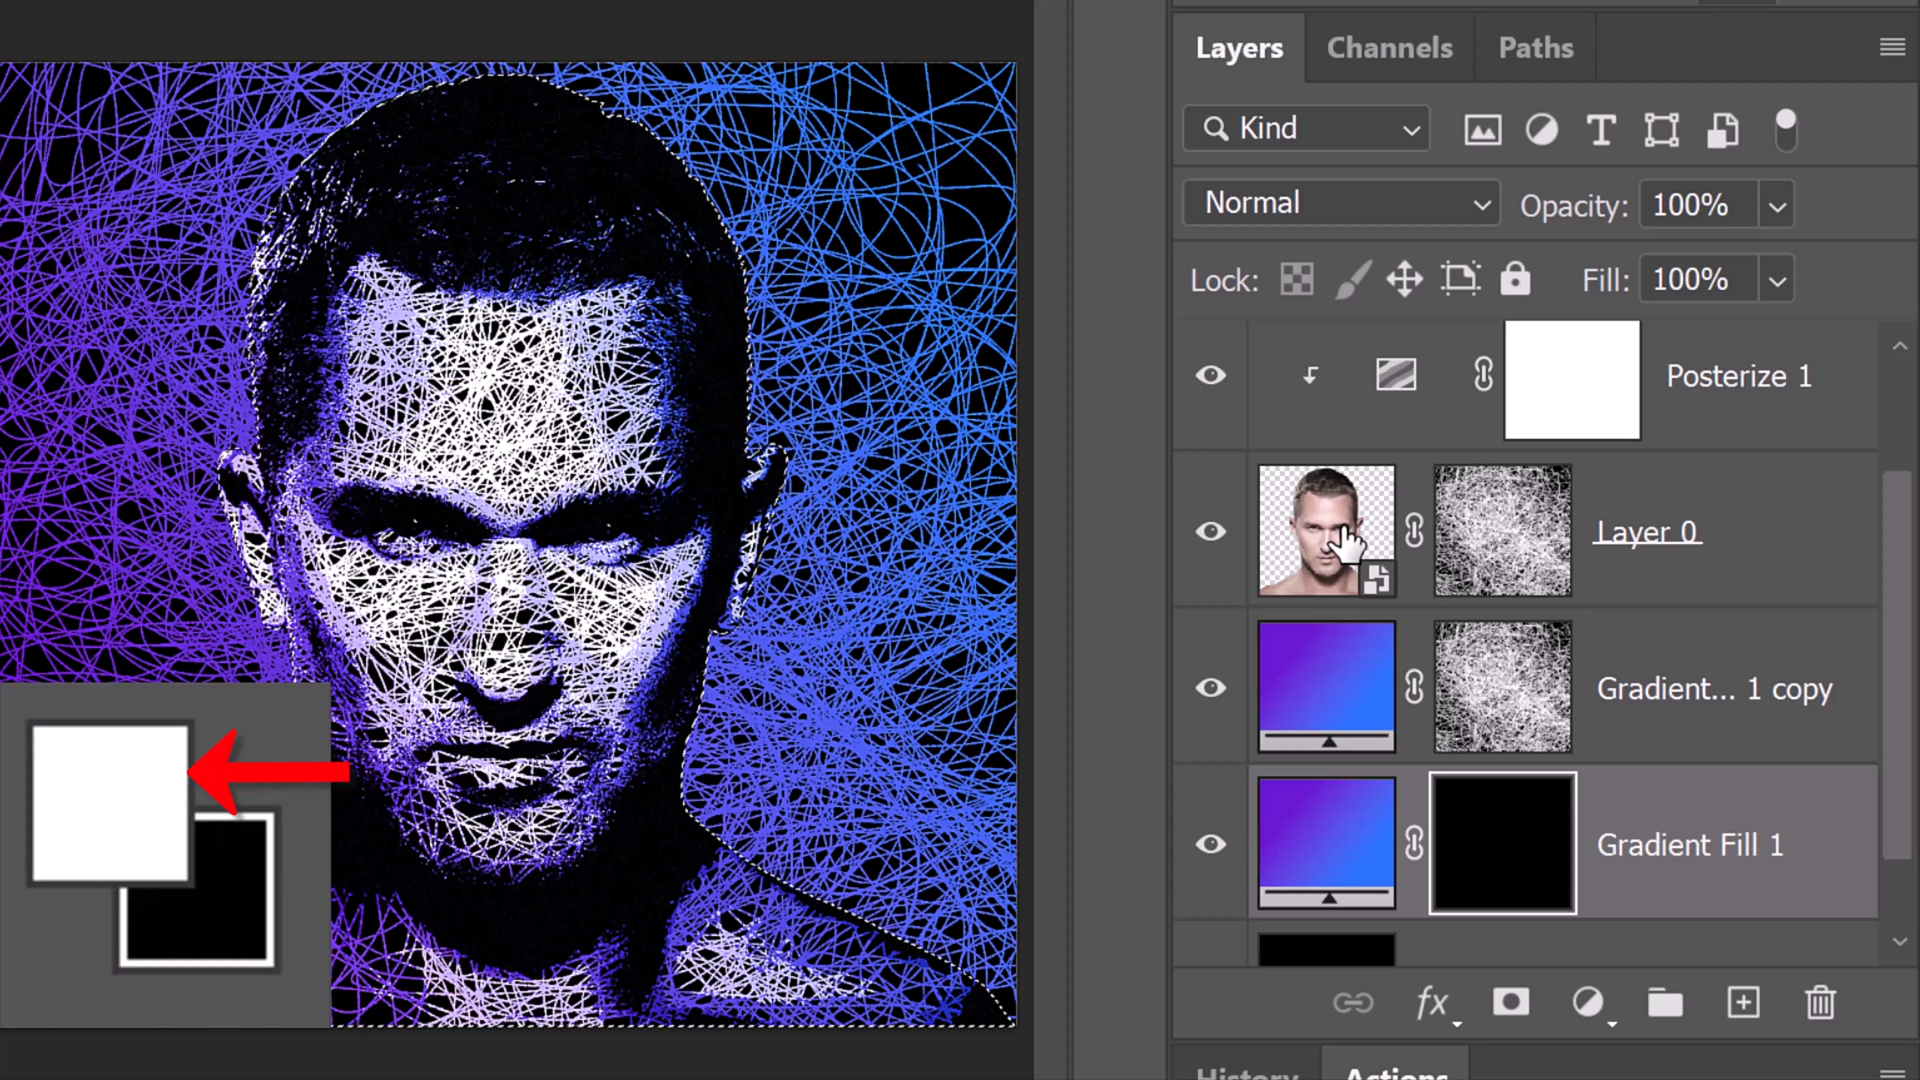 Layers Channels Paths
Kind
Normal Opacity: 100%
Lock: Fill: 100%
Posterize 1
Layer 0
Gradient... 1 copy
Gradient Fill 1
fx
History Actions